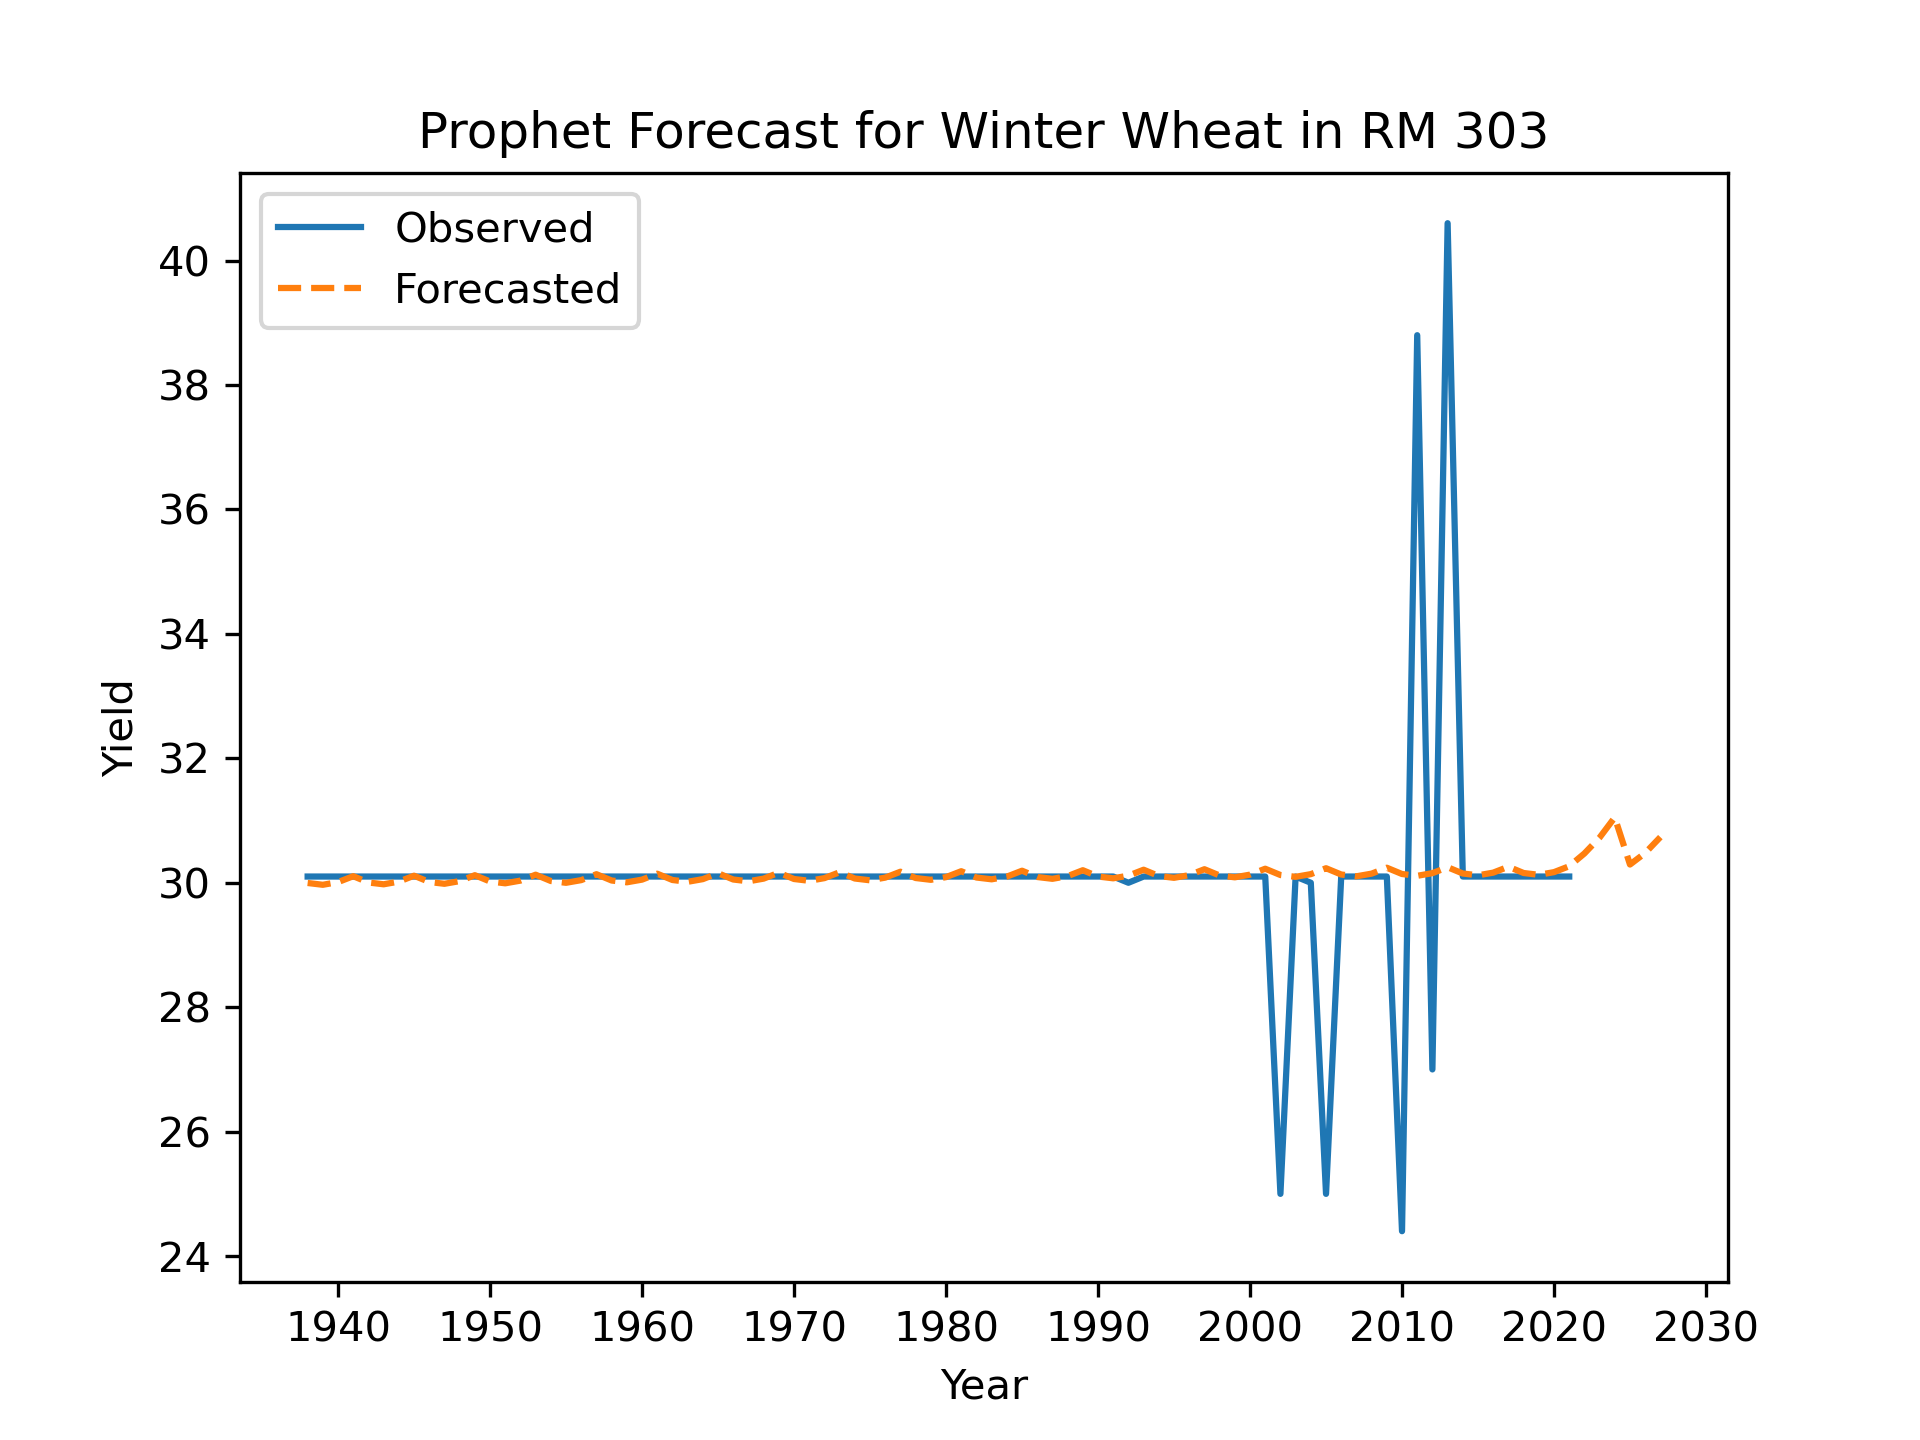 Prophet Forecast for Winter Wheat in RM 303
Observed
Forecasted
40
38
36
34
32
30
28
26
24
Yield
1940 1950 1960 1970 1980 1990 2000 2010 2020 2030
Year